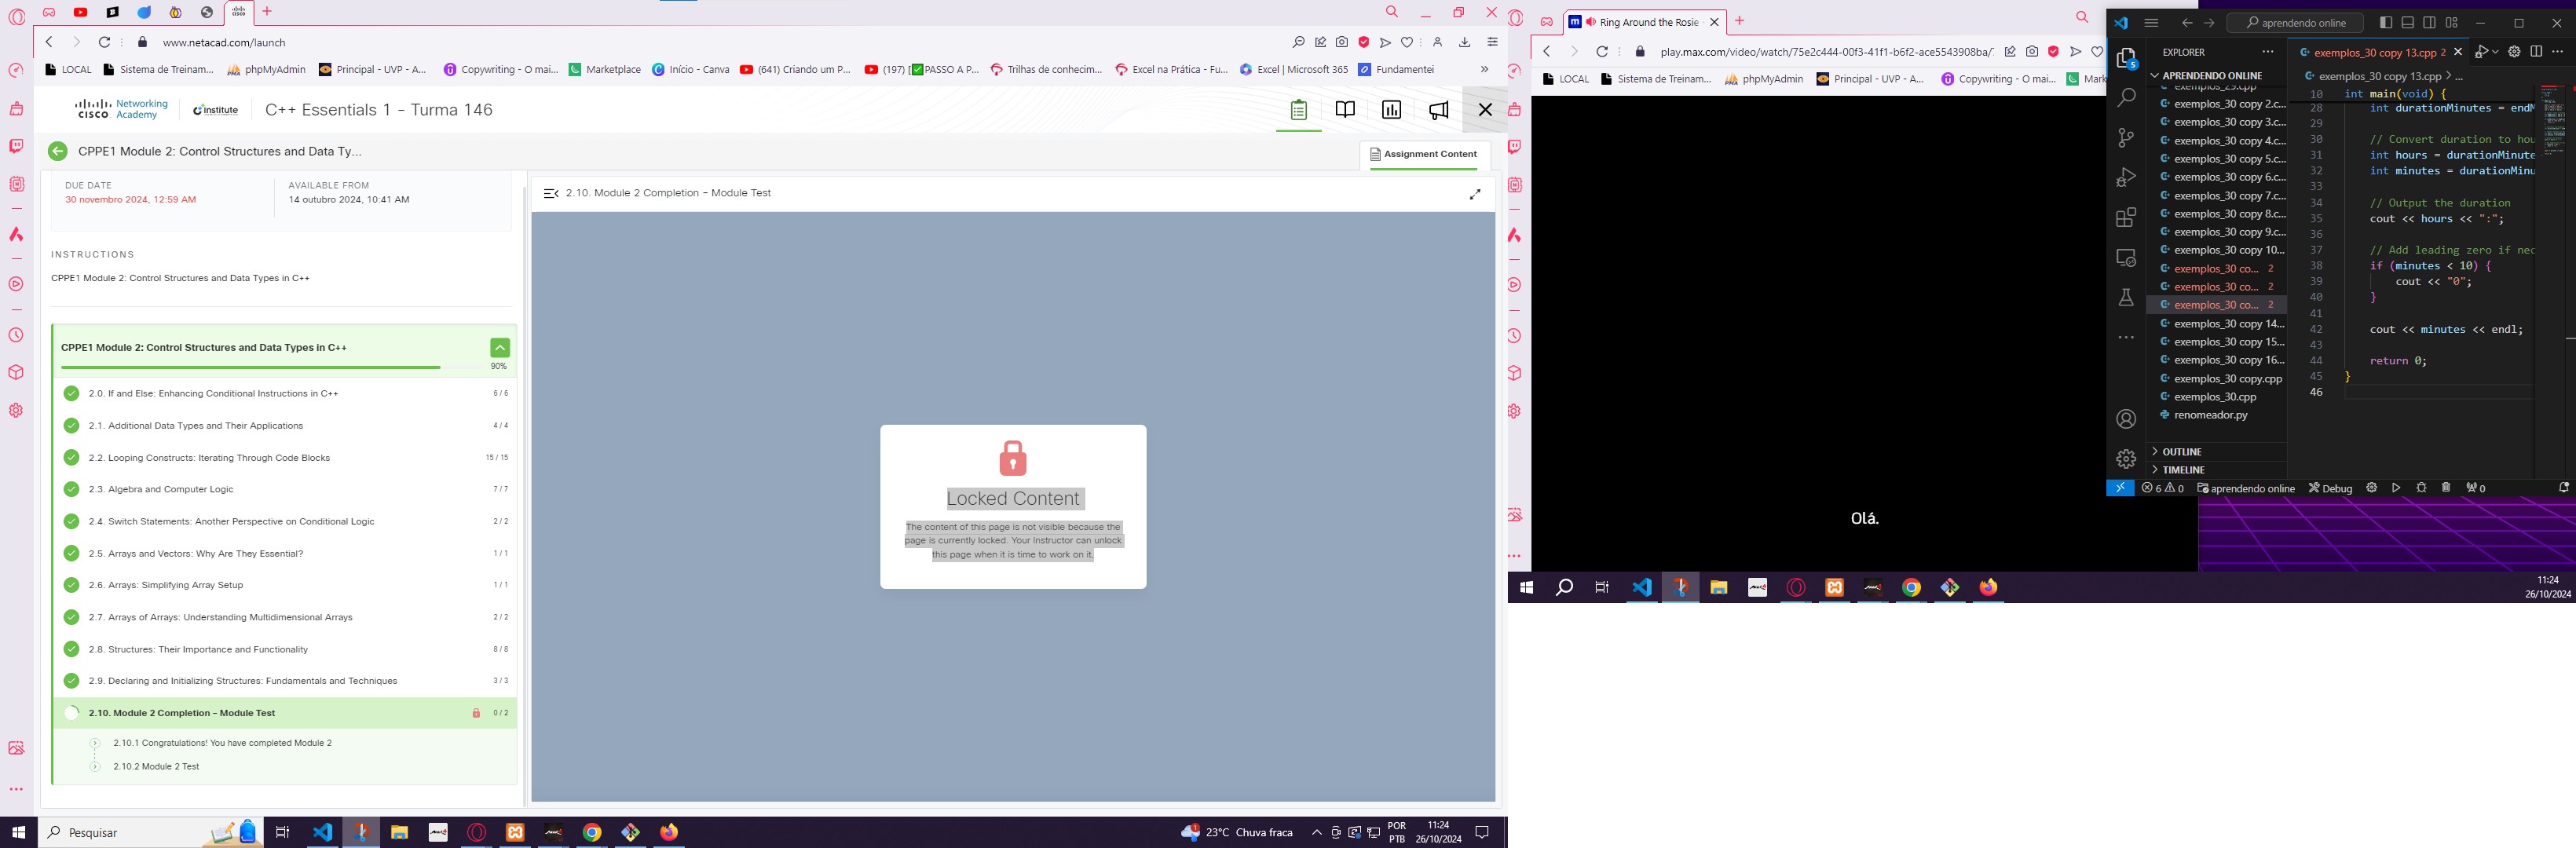 www.netacad.com/launch
LOCAL
Sistema de Treinam...
phpMyAdmin
Principal - UVP - A...
Copywriting - O mai...
Marketplace
Início - Canva
(641) Criando um P...
(197) [✅PASSO A P...
Trilhas de conhecim...
Excel na Prática - Fu...
Excel | Microsoft 365
Fundamentei
»
CISCO
Networking
Academy
institute
C++ Essentials 1 - Turma 146
CPPE1 Module 2: Control Structures and Data Ty...
Assignment Content
DUE DATE
30 novembro 2024, 12:59 AM
AVAILABLE FROM
14 outubro 2024, 10:41 AM
INSTRUCTIONS
CPPE1 Module 2: Control Structures and Data Types in C++
CPPE1 Module 2: Control Structures and Data Types in C++
90%
2.0. If and Else: Enhancing Conditional Instructions in C++ 6 / 6
2.1. Additional Data Types and Their Applications 4 / 4
2.2. Looping Constructs: Iterating Through Code Blocks 15 / 15
2.3. Algebra and Computer Logic 7 / 7
2.4. Switch Statements: Another Perspective on Conditional Logic 2 / 2
2.5. Arrays and Vectors: Why Are They Essential? 1 / 1
2.6. Arrays: Simplifying Array Setup 1 / 1
2.7. Arrays of Arrays: Understanding Multidimensional Arrays 2 / 2
2.8. Structures: Their Importance and Functionality 8 / 8
2.9. Declaring and Initializing Structures: Fundamentals and Techniques 3 / 3
2.10. Module 2 Completion – Module Test 0 / 2
2.10.1 Congratulations! You have completed Module 2
2.10.2 Module 2 Test
2.10. Module 2 Completion – Module Test
Locked Content
The content of this page is not visible because the
page is currently locked. Your Instructor can unlock
this page when it is time to work on it.
Pesquisar
23°C Chuva fraca
POR
PTB
11:24
26/10/2024
Ring Around the Rosie
play.max.com/video/watch/75e2c444-00f3-41f1-b6f2-ace5543908ba/
LOCAL
Sistema de Treinam...
phpMyAdmin
Principal - UVP - A...
Copywriting - O mai...
Mark
Olá.
aprendendo online
EXPLORER
APRENDENDO ONLINE
exemplos_29.cpp
exemplos_30 copy 2.c...
exemplos_30 copy 3.c...
exemplos_30 copy 4.c...
exemplos_30 copy 5.c...
exemplos_30 copy 6.c...
exemplos_30 copy 7.c...
exemplos_30 copy 8.c...
exemplos_30 copy 9.c...
exemplos_30 copy 10...
exemplos_30 co... 2
exemplos_30 co... 2
exemplos_30 co... 2
exemplos_30 copy 14...
exemplos_30 copy 15...
exemplos_30 copy 16...
exemplos_30 copy.cpp
exemplos_30.cpp
renomeador.py
OUTLINE
TIMELINE
5
exemplos_30 copy 13.cpp 2
exemplos_30 copy 13.cpp > ...
10 int main(void) {
28 int durationMinutes = endM
29
30 // Convert duration to hou
31 int hours = durationMinute
32 int minutes = durationMinu
33
34 // Output the duration
35 cout << hours << ":";
36
37 // Add leading zero if nec
38 if (minutes < 10) {
39 cout << "0";
40 }
41
42 cout << minutes << endl;
43
44 return 0;
45 }
46
6 0 aprendendo online Debug 0
11:24
26/10/2024